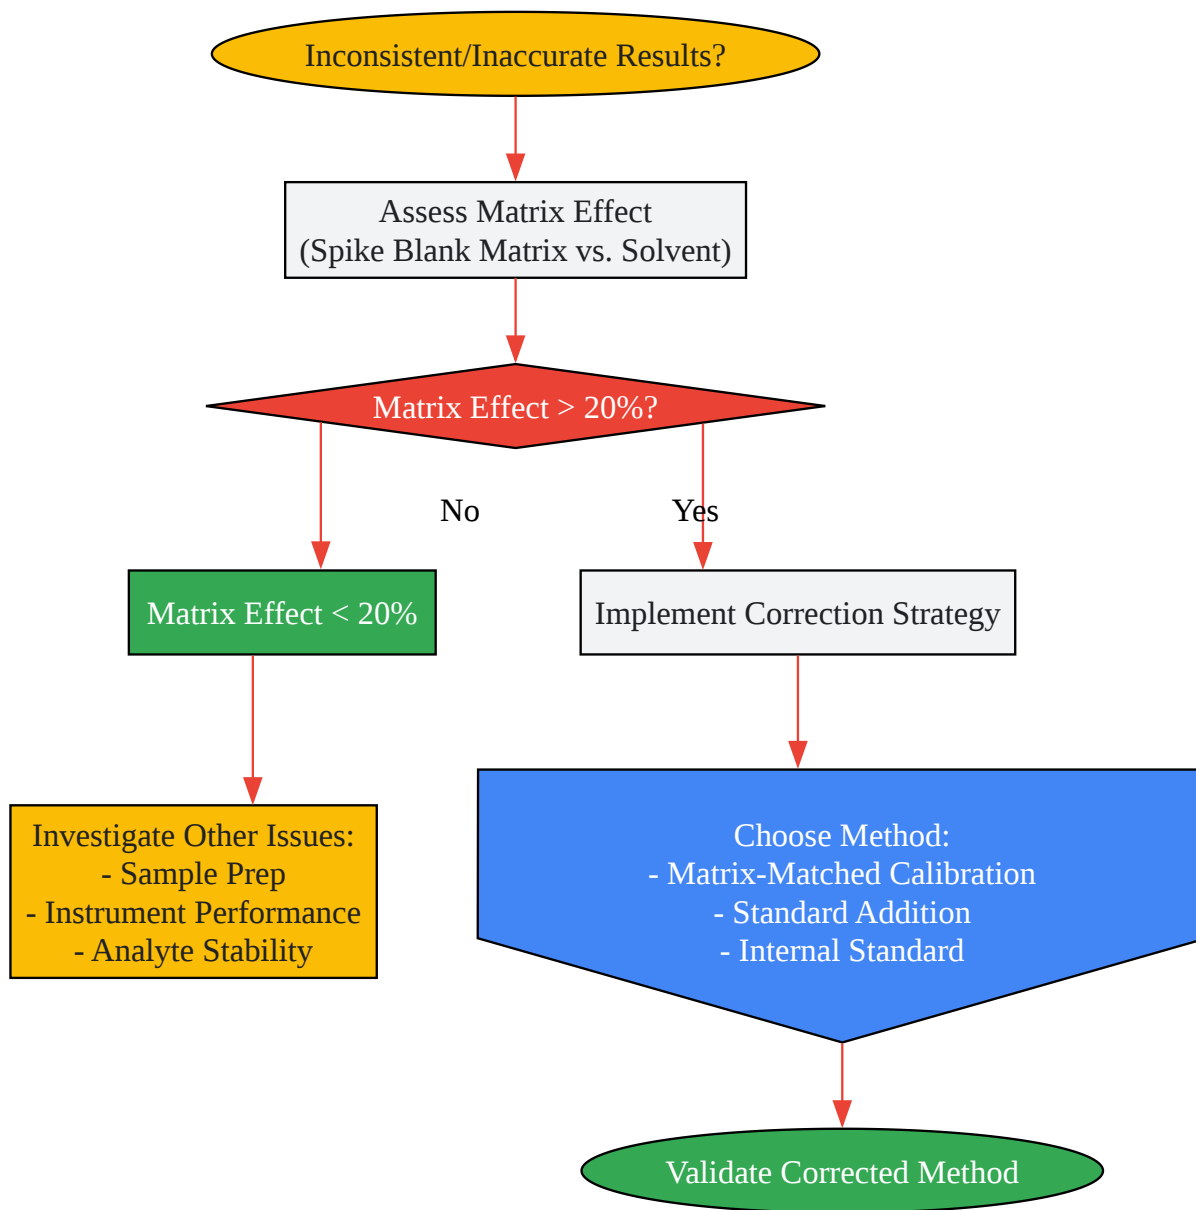 Inconsistent/Inaccurate Results?
Assess Matrix Effect
(Spike Blank Matrix vs. Solvent)
Matrix Effect > 20%?
No
Yes
Matrix Effect < 20%
Implement Correction Strategy
Investigate Other Issues:
- Sample Prep
- Instrument Performance
- Analyte Stability
Choose Method:
- Matrix-Matched Calibration
- Standard Addition
- Internal Standard
Validate Corrected Method